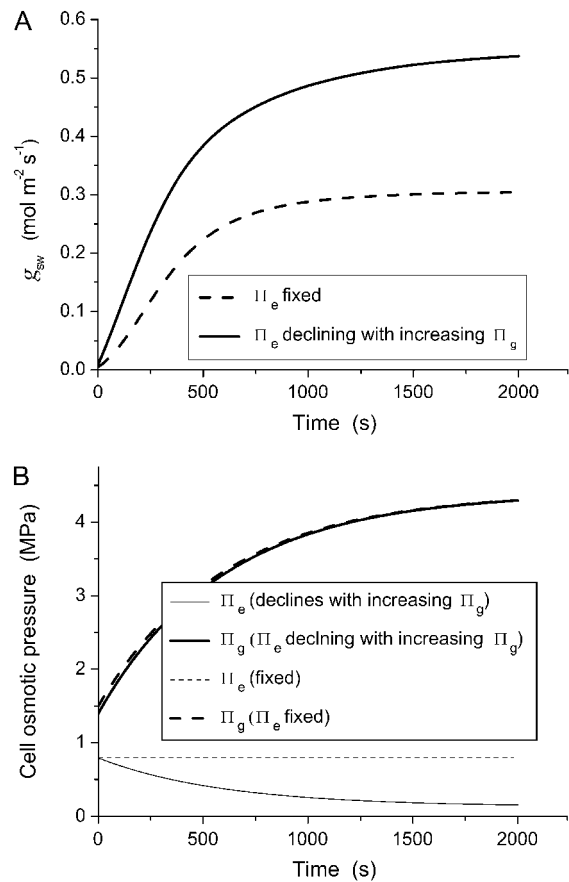 A
0.6
0.5
0.4
0.3
0.2
0.1
0.0
g_sw (mol m⁻² s⁻¹)
Π_e fixed
Π_e declining with increasing Π_g
0 500 1000 1500 2000
Time (s)
B
4
3
2
1
0
Cell osmotic pressure (MPa)
Π_e (declines with increasing Π_g)
Π_g (Π_e declning with increasing Π_g)
Π_e (fixed)
Π_g (Π_e fixed)
0 500 1000 1500 2000
Time (s)